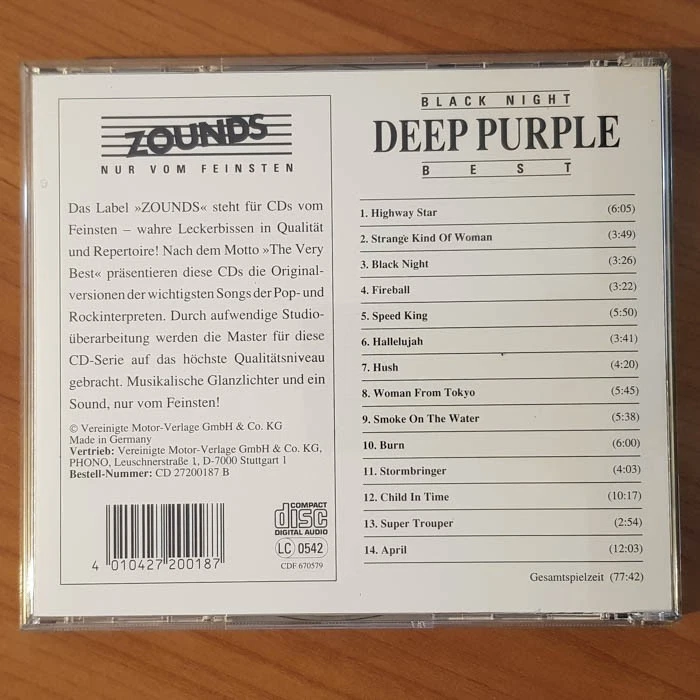 ZOUNDS
NUR VOM FEINSTEN
Das Label »ZOUNDS« steht für CDs vom
Feinsten – wahre Leckerbissen in Qualität
und Repertoire! Nach dem Motto »The Very
Best« präsentieren diese CDs die Original-
versionen der wichtigsten Songs der Pop- und
Rockinterpreten. Durch aufwendige Studio-
überarbeitung werden die Master für diese
CD-Serie auf das höchste Qualitätsniveau
gebracht. Musikalische Glanzlichter und ein
Sound, nur vom Feinsten!
© Vereinigte Motor-Verlage GmbH & Co. KG
Made in Germany
Vertrieb: Vereinigte Motor-Verlage GmbH & Co. KG,
PHONO, Leuschnerstraße 1, D-7000 Stuttgart 1
Bestell-Nummer: CD 27200187 B
4 010427 200187
COMPACT
disc
DIGITAL AUDIO
LC 0542
CDF 670579
BLACK NIGHT
DEEP PURPLE
BEST
1. Highway Star (6:05)
2. Strange Kind Of Woman (3:49)
3. Black Night (3:26)
4. Fireball (3:22)
5. Speed King (5:50)
6. Hallelujah (3:41)
7. Hush (4:20)
8. Woman From Tokyo (5:45)
9. Smoke On The Water (5:38)
10. Burn (6:00)
11. Stormbringer (4:03)
12. Child In Time (10:17)
13. Super Trouper (2:54)
14. April (12:03)
Gesamtspielzeit (77:42)